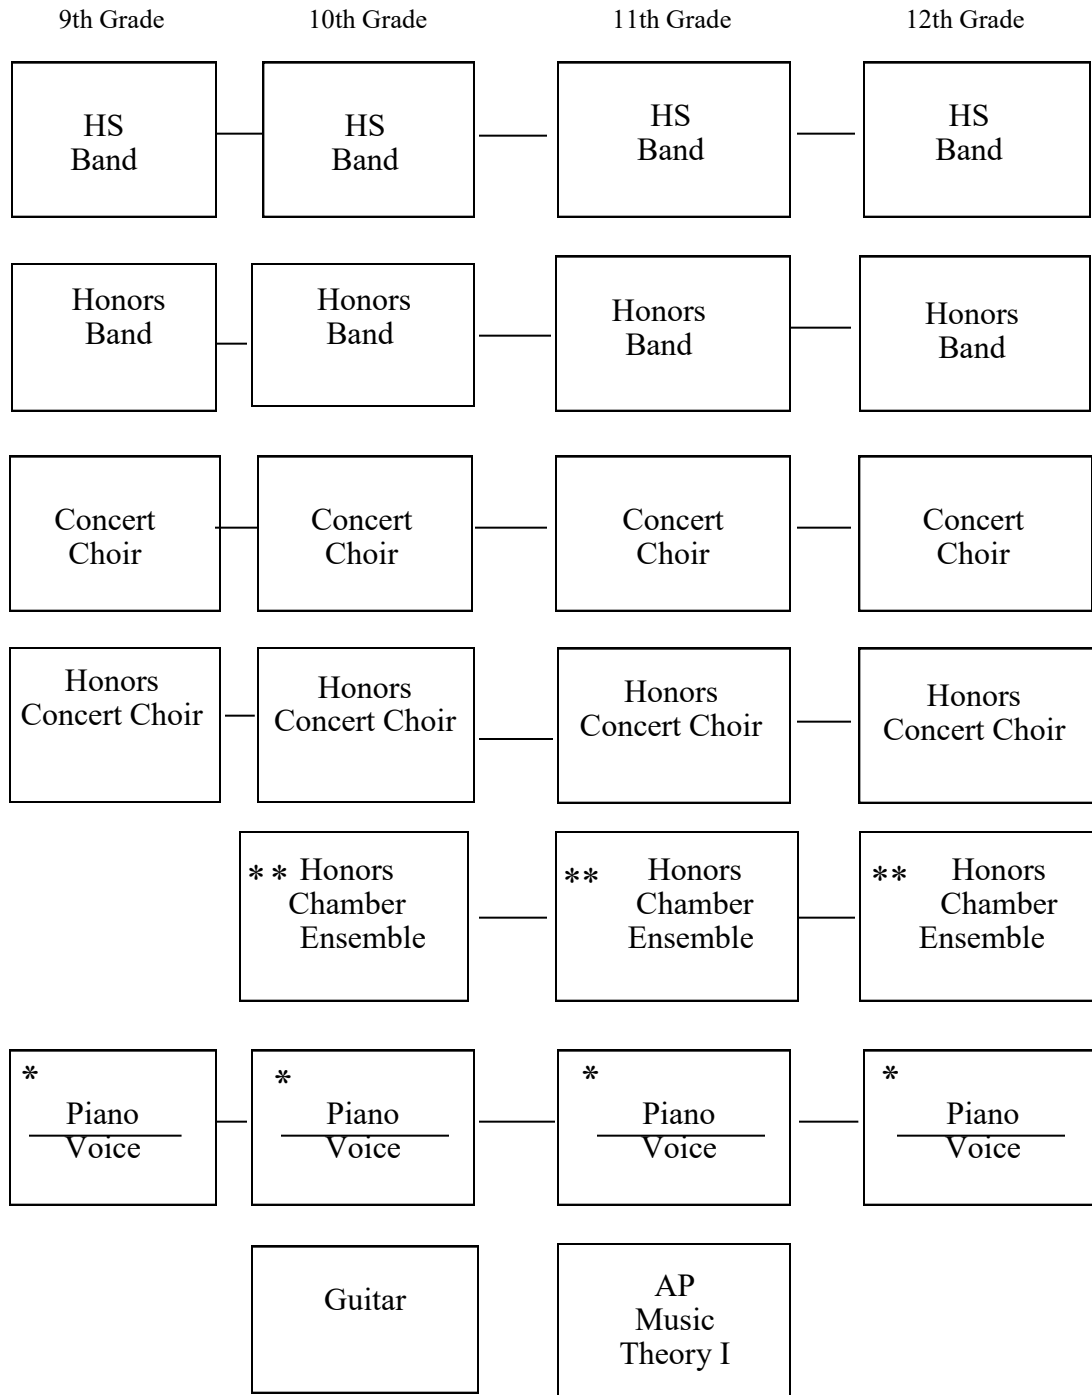 9th Grade
10th Grade
11th Grade
12th Grade
HS
Band
HS
Band
HS
Band
HS
Band
Honors
Band
Honors
Band
Honors
Band
Honors
Band
Concert
Choir
Concert
Choir
Concert
Choir
Concert
Choir
Honors
Concert Choir
Honors
Concert Choir
Honors
Concert Choir
Honors
Concert Choir
** Honors
Chamber
Ensemble
** Honors
Chamber
Ensemble
** Honors
Chamber
Ensemble
*
Piano
Voice
*
Piano
Voice
*
Piano
Voice
*
Piano
Voice
Guitar
AP
Music
Theory I